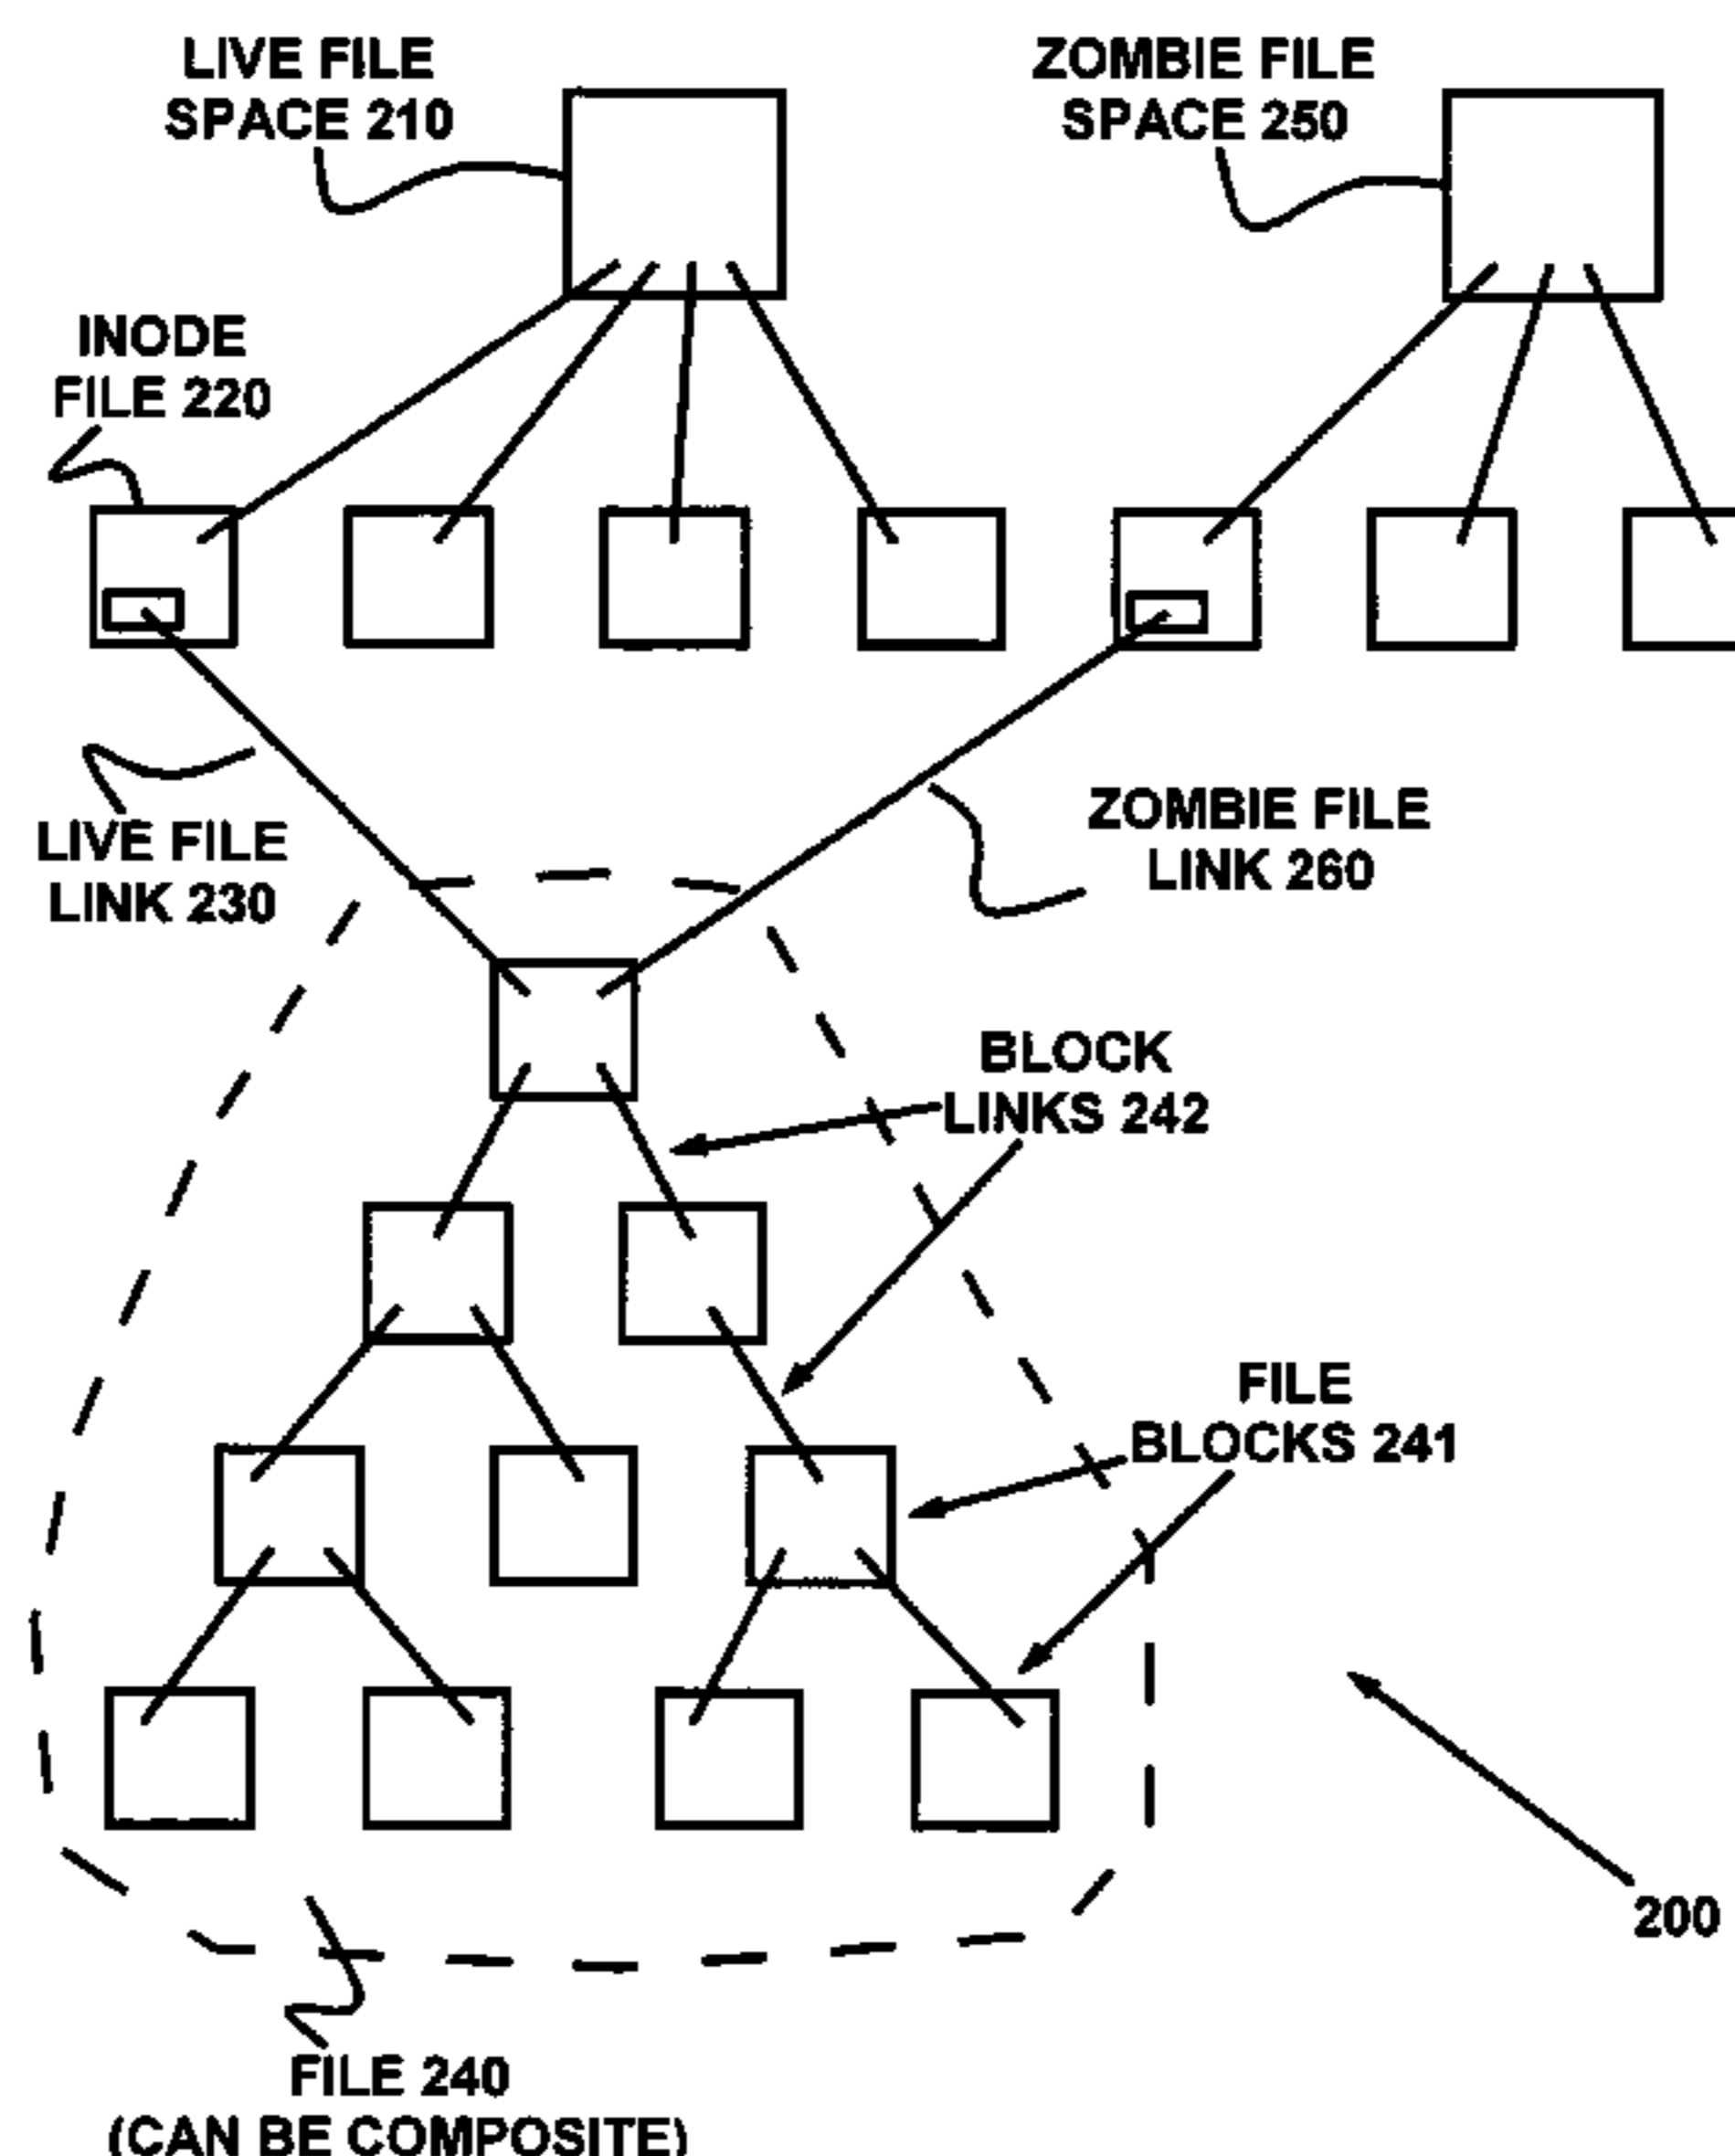 LIVE FILE
SPACE 210
ZOMBIE FILE
SPACE 250
INODE
FILE 220
LIVE FILE
LINK 230
ZOMBIE FILE
LINK 260
BLOCK
LINKS 242
FILE
BLOCKS 241
200
FILE 240
(CAN BE COMPOSITE)